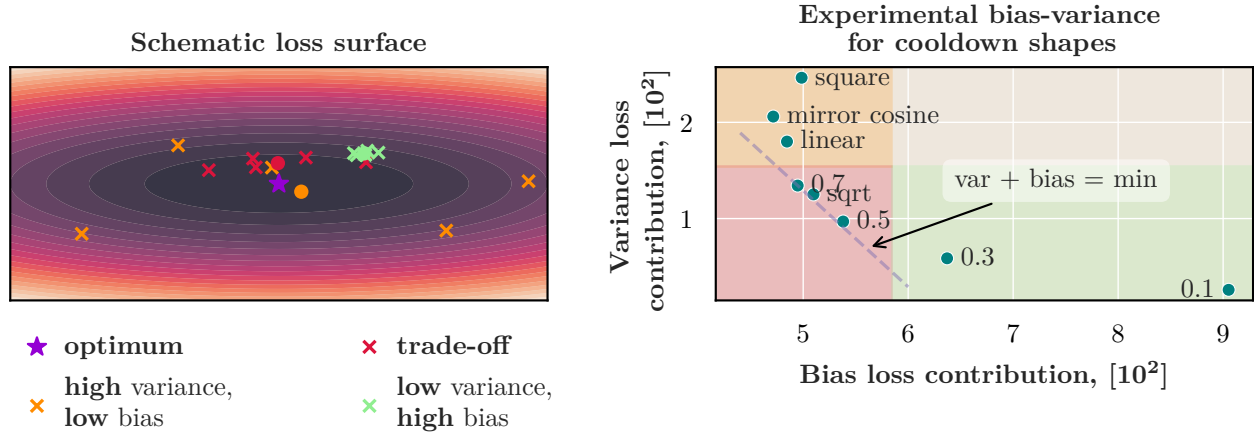 Schematic loss surface
optimum
trade-off
high variance,
low bias
low variance,
high bias
Experimental bias-variance
for cooldown shapes
Variance loss
contribution, [10²]
2
1
square
mirror cosine
linear
0.7
sqrt
0.5
0.3
0.1
var + bias = min
5 6 7 8 9
Bias loss contribution, [10²]